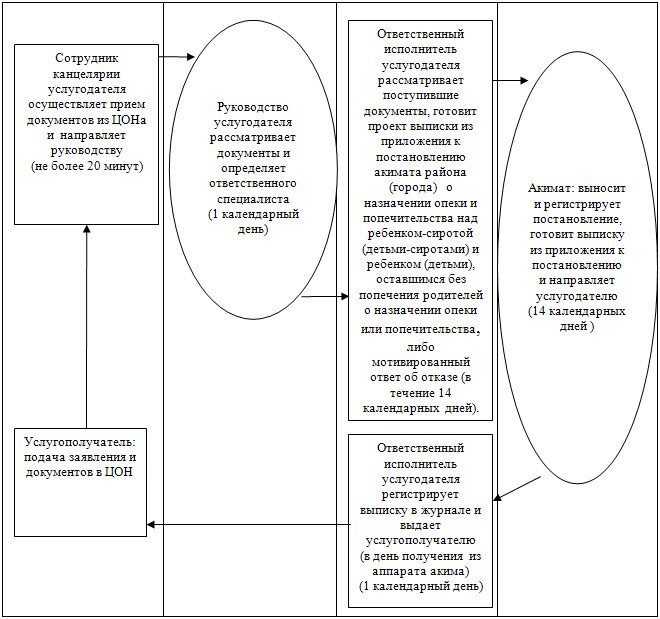 Сотрудник
канцелярии
услугодателя
осуществляет прием
документов из ЦОНа
и направляет
руководству
(не более 20 минут)
Руководство
услугодателя
рассматривает
документы и
определяет
ответственного
специалиста
(1 календарный
день)
Ответственный
исполнитель
услугодателя
рассматривает
поступившие
документы, готовит
проект выписки из
приложения к
постановлению
акимата района
(города) о
назначении опеки и
попечительства над
ребенком-сиротой
(детьми-сиротами) и
ребенком (детьми),
оставшимся без
попечения родителей
о назначении опеки
или попечительства,
либо
мотивированный
ответ об отказе (в
течение 14
календарных дней).
Акимат: выносит
и регистрирует
постановление,
готовит выписку
из приложения к
постановлению
и направляет
услугодателю
(14 календарных
дней )
Услугополучатель:
подача заявления и
документов в ЦОН
Ответственный
исполнитель
услугодателя
регистрирует
выписку в журнале и
выдает
услугополучателю
(в день получения из
аппарата акима)
(1 календарный день)